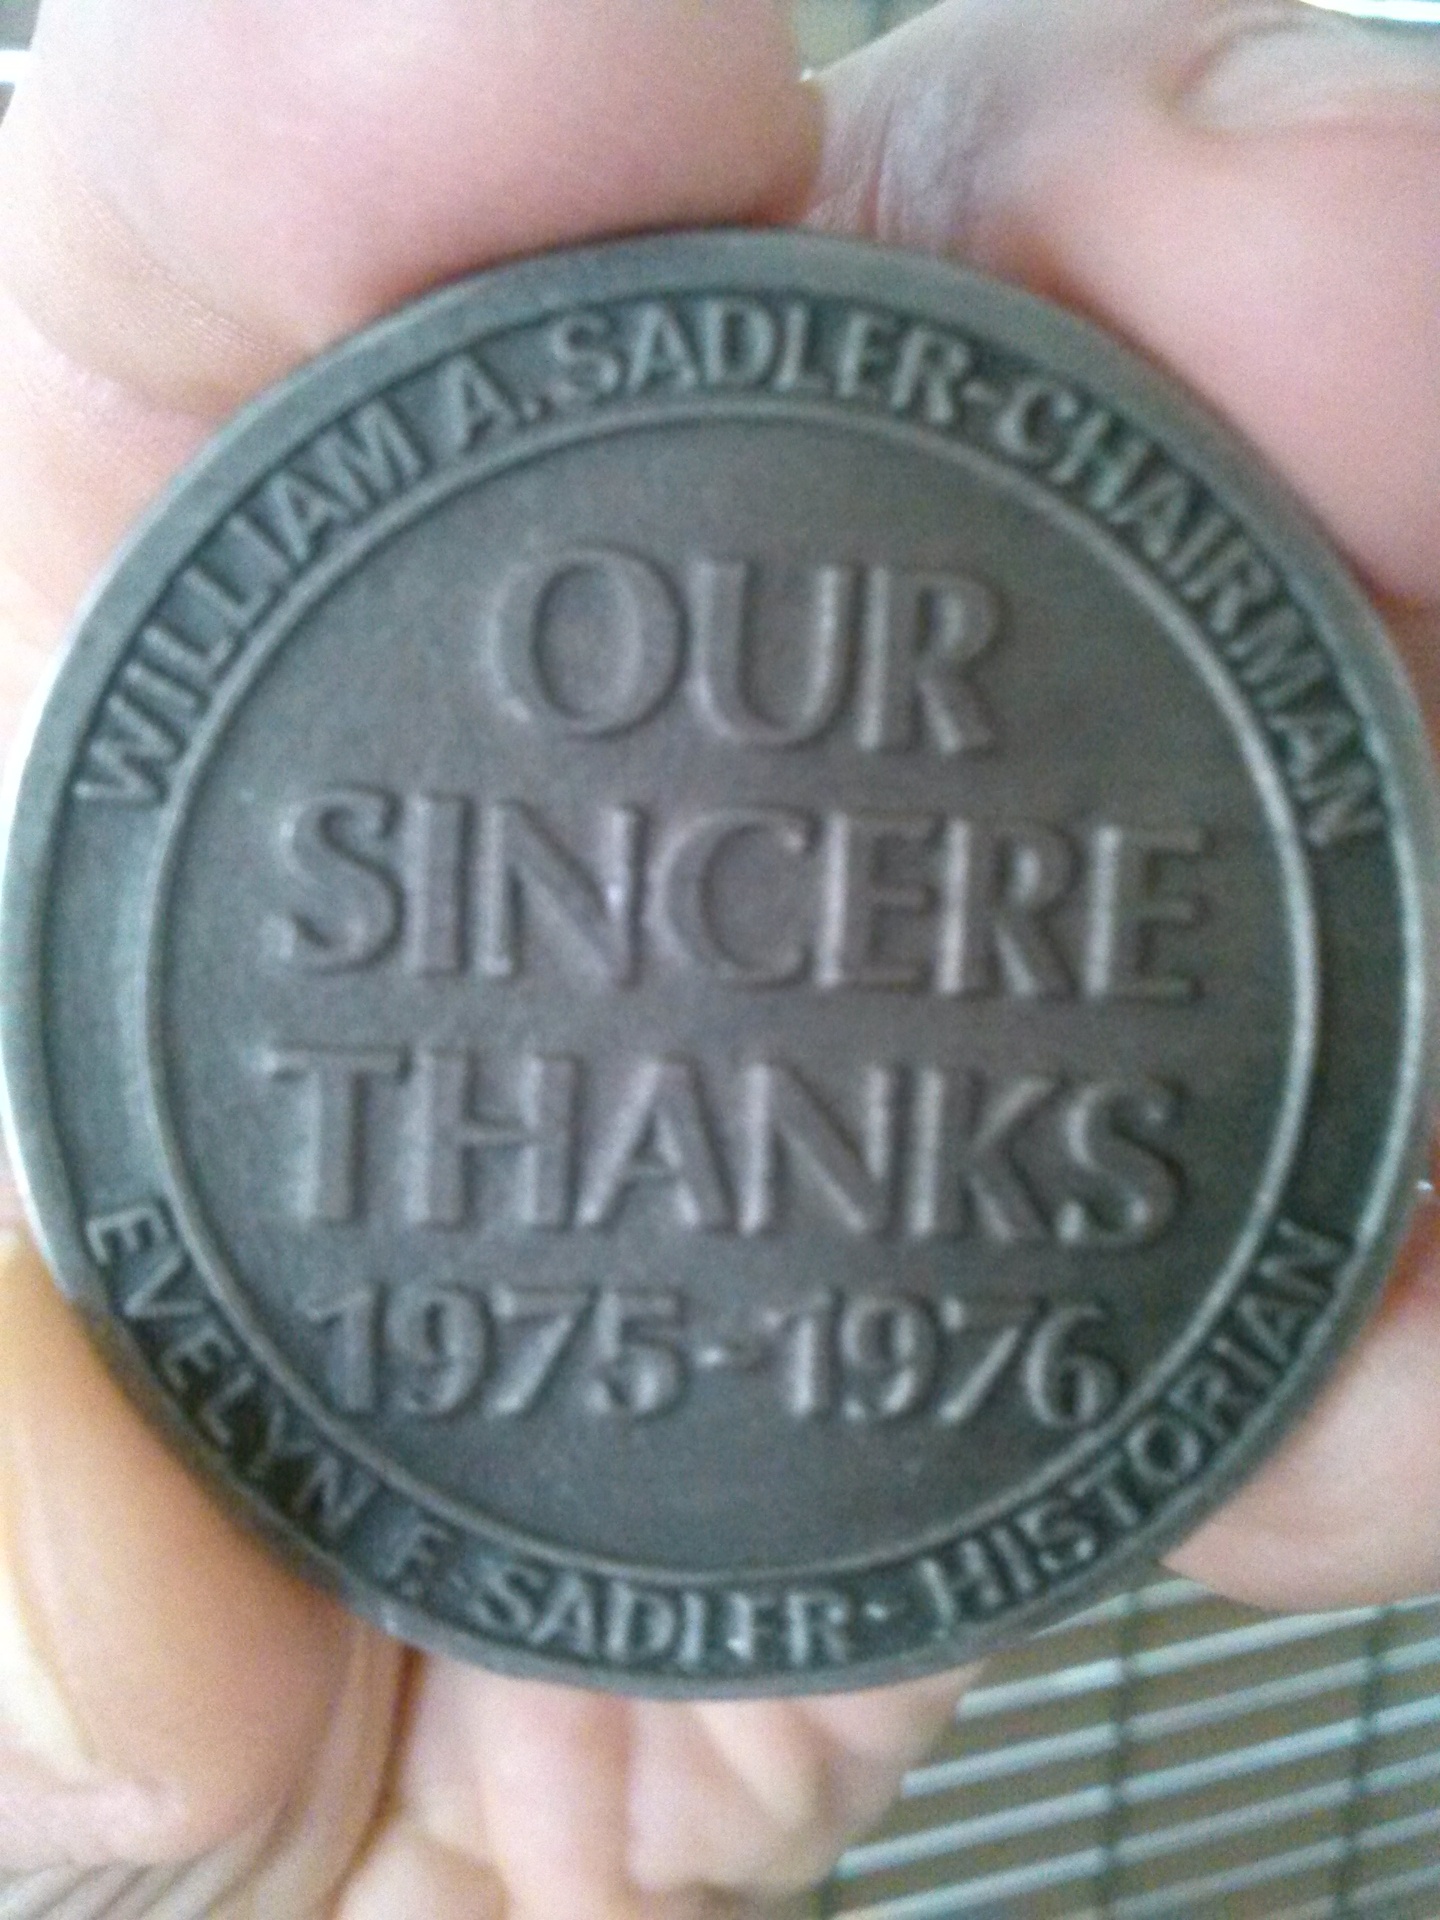 WILLIAM A. SADLER-CHAIRMAN
OUR
SINCERE
THANKS
1975-1976
EVELYN F. SADLER- HISTORIAN